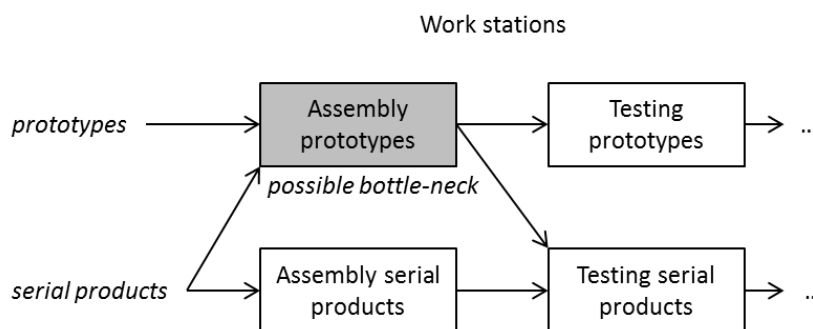 Work stations
prototypes
Assembly
prototypes
Testing
prototypes
..
possible bottle-neck
serial products
Assembly serial
products
Testing serial
products
..